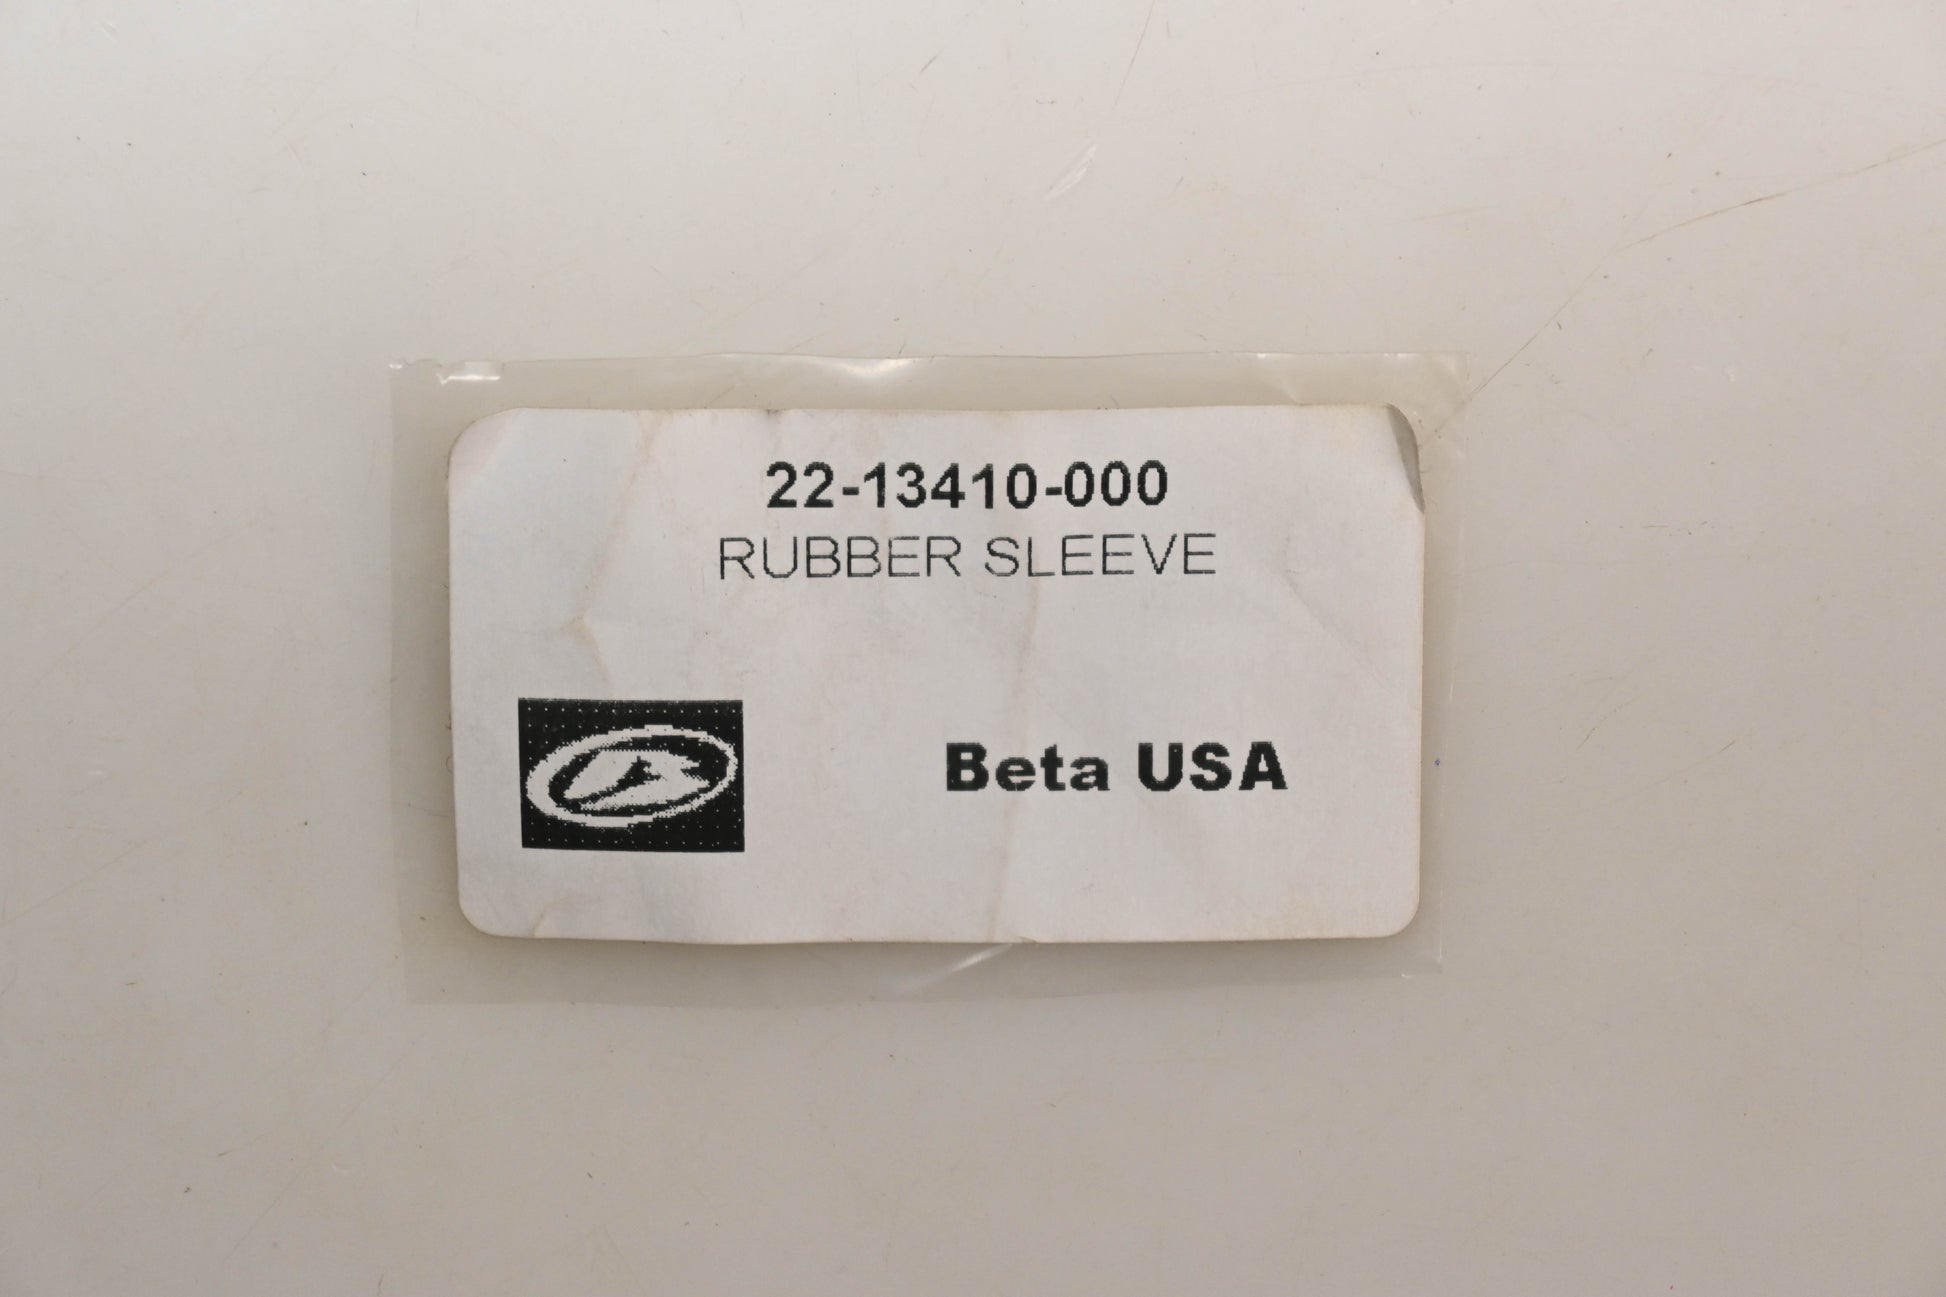 22-13410-000
RUBBER SLEEVE
Beta USA